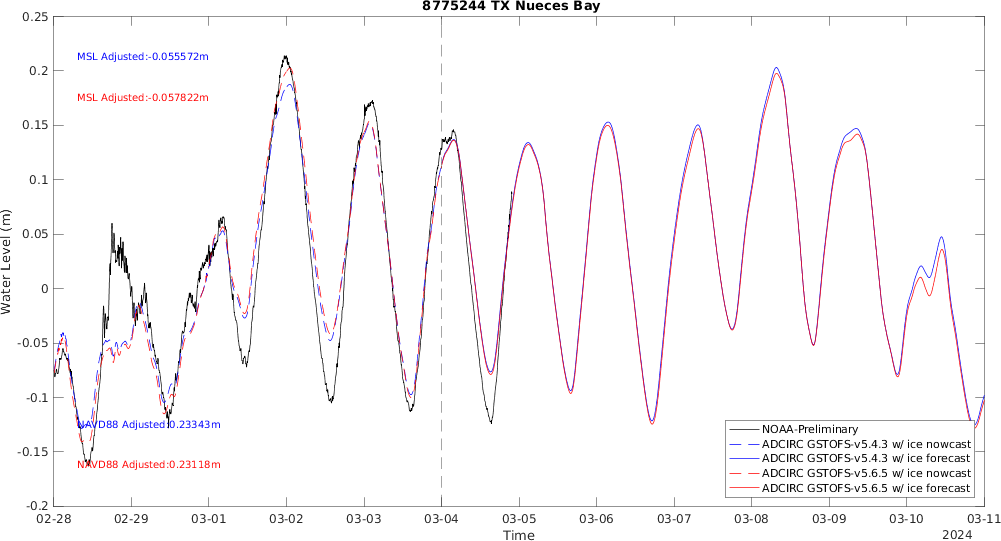 8775244 TX Nueces Bay
Water Level (m)
0.25
0.2
0.15
0.1
0.05
0
-0.05
-0.1
-0.15
-0.2
MSL Adjusted:-0.055572m
MSL Adjusted:-0.057822m
NAVD88 Adjusted:0.23343m
NAVD88 Adjusted:0.23118m
NOAA-Preliminary
ADCIRC GSTOFS-v5.4.3 w/ ice nowcast
ADCIRC GSTOFS-v5.4.3 w/ ice forecast
ADCIRC GSTOFS-v5.6.5 w/ ice nowcast
ADCIRC GSTOFS-v5.6.5 w/ ice forecast
02-28 02-29 03-01 03-02 03-03 03-04 03-05 03-06 03-07 03-08 03-09 03-10 03-11
Time
2024